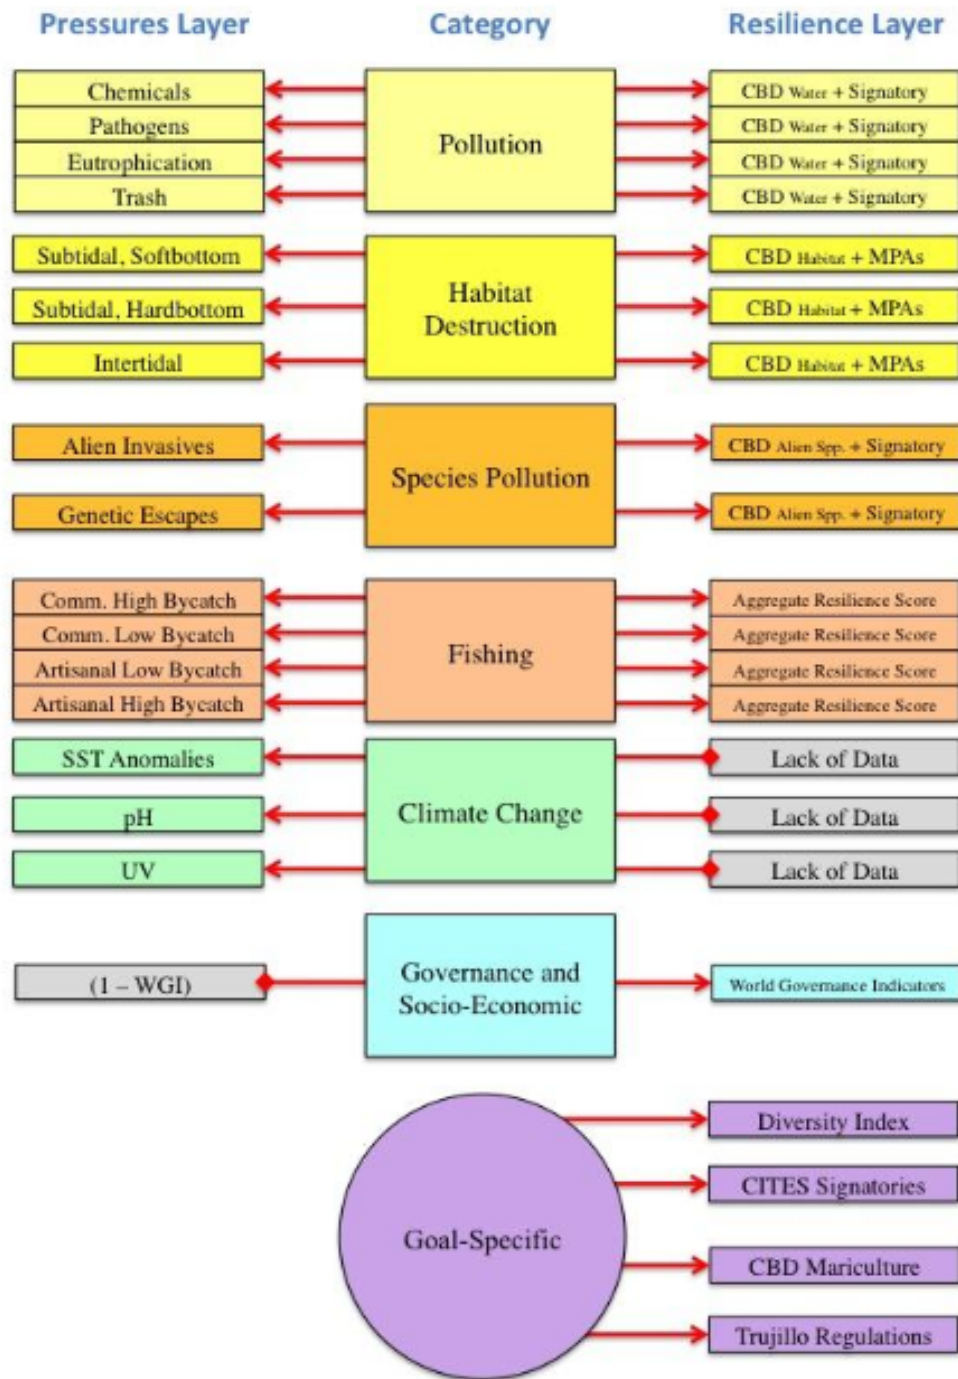 Pressures Layer Category Resilience Layer
Chemicals CBD Water + Signatory
Pathogens CBD Water + Signatory
Pollution
Eutrophication CBD Water + Signatory
Trash CBD Water + Signatory
Subtidal, Softbottom CBD Habitat + MPAs
Subtidal, Hardbottom Habitat CBD Habitat + MPAs
Destruction
Intertidal CBD Habitat + MPAs
Alien Invasives CBD Alien Spp. + Signatory
Species Pollution
Genetic Escapes CBD Alien Spp. + Signatory
Comm. High Bycatch Aggregate Resilience Score
Comm. Low Bycatch Aggregate Resilience Score
Fishing
Artisanal Low Bycatch Aggregate Resilience Score
Artisanal High Bycatch Aggregate Resilience Score
SST Anomalies Lack of Data
pH Climate Change Lack of Data
UV Lack of Data
(1 – WGI) Governance and World Governance Indicators
Socio-Economic
Diversity Index
CITES Signatories
Goal-Specific
CBD Mariculture
Trujillo Regulations